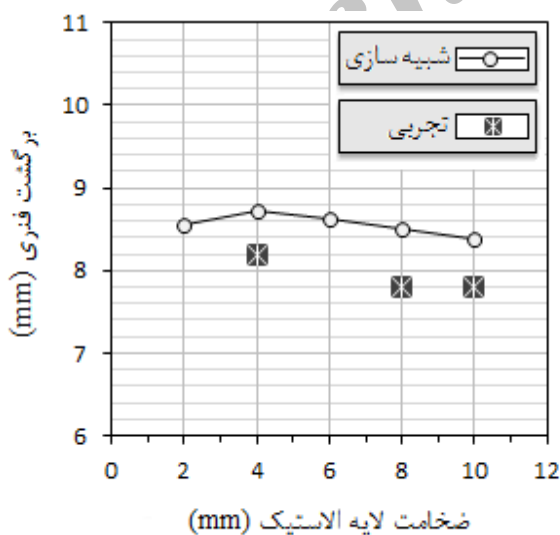 شبیه سازی
تجربی
برگشت فنری (mm)
11
10
9
8
7
6
0 2 4 6 8 10 12
ضخامت لایه الاستیک (mm)